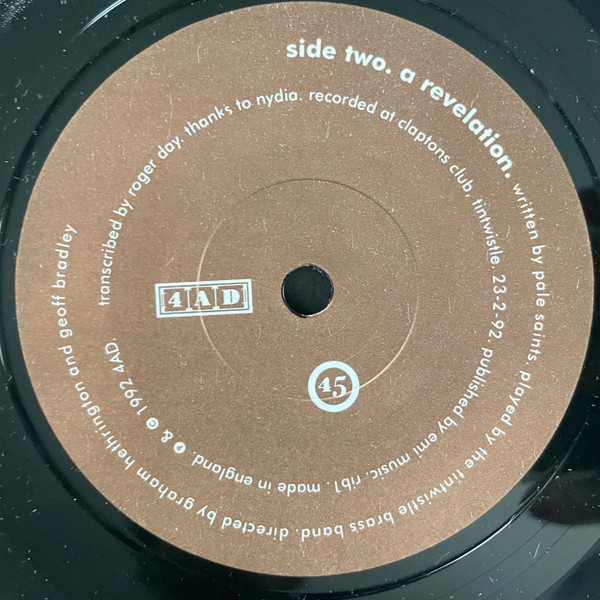 side two. a revelation. written by pale saints. played by the tintwistle brass band. directed by graham hethrington and geoff bradley
transcribed by roger day. thanks to nydia. recorded at claptons club, tintwistle. 23-2-92. published by emi music. rib1. made in england. ℗ & © 1992 4AD.
4AD
45